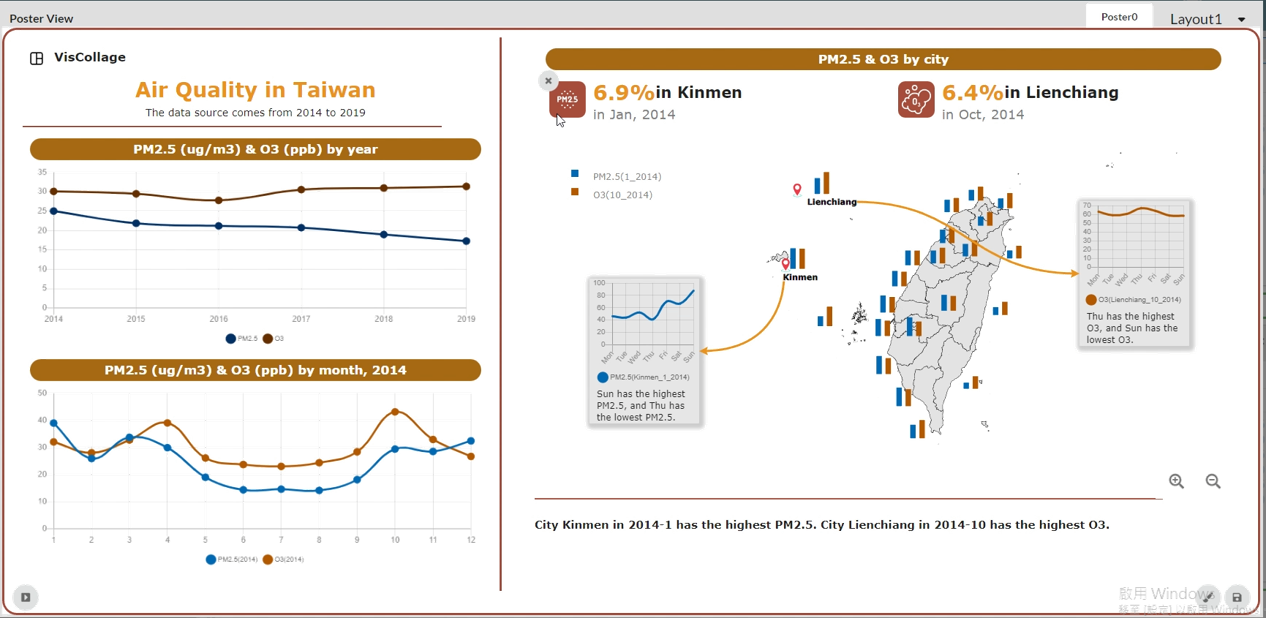 Poster View
Poster0
Layout1
VisCollage
Air Quality in Taiwan
The data source comes from 2014 to 2019
PM2.5 (ug/m3) & O3 (ppb) by year
35
30
25
20
15
10
5
0
2014 2015 2016 2017 2018 2019
PM2.5 O3
PM2.5 (ug/m3) & O3 (ppb) by month, 2014
50
40
30
20
10
0
1 2 3 4 5 6 7 8 9 10 11 12
PM2.5(2014) O3(2014)
PM2.5 & O3 by city
PM2.5
6.9% in Kinmen
in Jan, 2014
O3
6.4% in Lienchiang
in Oct, 2014
PM2.5(1_2014)
O3(10_2014)
Lienchiang
Kinmen
100
80
60
40
20
0
Mon Tue Wed Thu Fri Sat Sun
PM2.5(Kinmen_1_2014)
Sun has the highest
PM2.5, and Thu has
the lowest PM2.5.
70
60
50
40
30
20
10
0
Mon Tue Wed Thu Fri Sat Sun
O3(Lienchiang_10_2014)
Thu has the highest
O3, and Sun has the
lowest O3.
City Kinmen in 2014-1 has the highest PM2.5. City Lienchiang in 2014-10 has the highest O3.
啟用 Windows